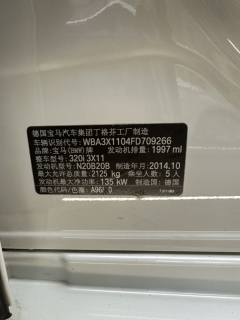 德国宝马汽车集团丁格芬工厂制造
车辆识别代号 WBA3X1104FD709266
品牌:宝马(BMW)牌 发动机排量:1997 ml
整车型号:320i 3X11
发动机型号:N20B20B 制造年月:2014.10
最大允许总质量:2125 kg 乘坐人数:5人
发动机最大净功率:135 kW 制造国:德国
颜色/色漆代号:A96/ 0